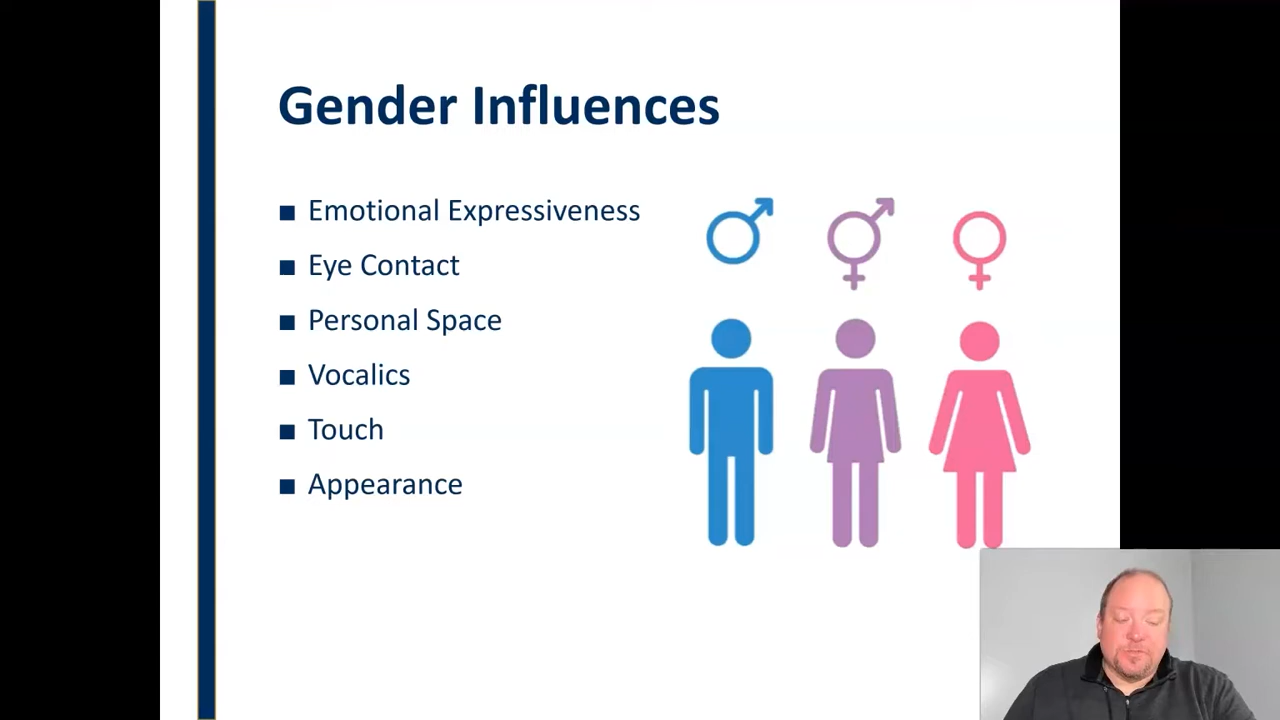 Gender Influences
Emotional Expressiveness
Eye Contact
Personal Space
Vocalics
Touch
Appearance